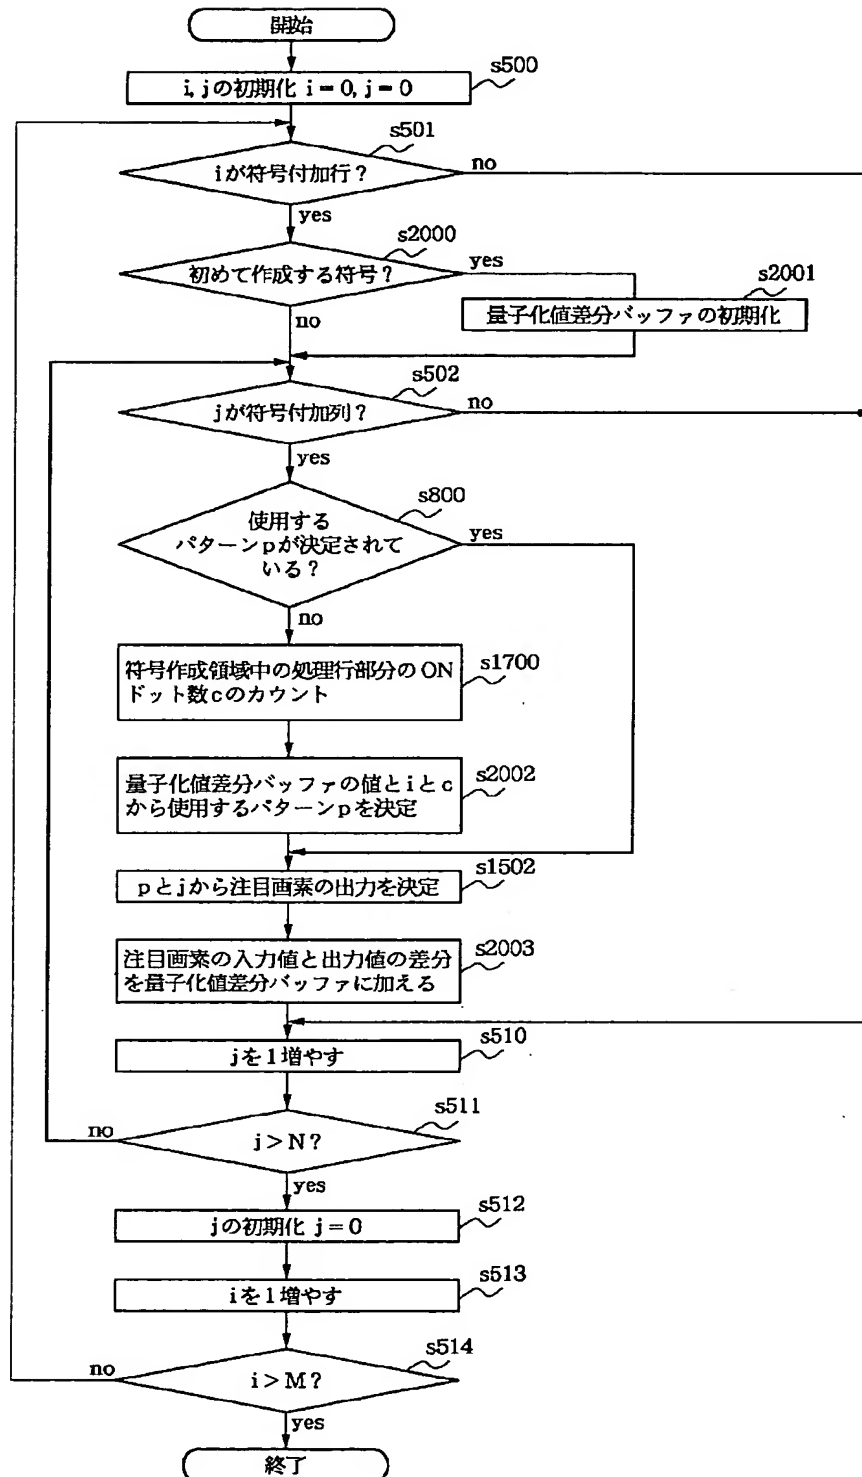 開始
s500
i, jの初期化 i＝0, j＝0
s501
iが符号付加行？
no
yes
s2000
初めて作成する符号？
yes
s2001
量子化値差分バッファの初期化
no
s502
jが符号付加列？
no
yes
s800
使用する
パターンpが決定されて
いる？
yes
no
s1700
符号作成領域中の処理行部分のON
ドット数cのカウント
s2002
量子化値差分バッファの値とiとc
から使用するパターンpを決定
s1502
pとjから注目画素の出力を決定
s2003
注目画素の入力値と出力値の差分
を量子化値差分バッファに加える
s510
jを1増やす
s511
no
j＞N？
yes
s512
jの初期化 j＝0
s513
iを1増やす
s514
no
i＞M？
yes
終了